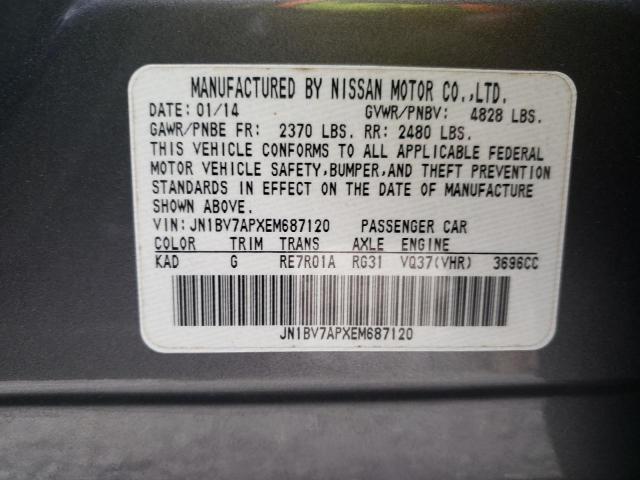 MANUFACTURED BY NISSAN MOTOR CO.,LTD.
DATE: 01/14 GVWR/PNBV: 4828 LBS.
GAWR/PNBE FR: 2370 LBS. RR: 2480 LBS.
THIS VEHICLE CONFORMS TO ALL APPLICABLE FEDERAL
MOTOR VEHICLE SAFETY,BUMPER,AND THEFT PREVENTION
STANDARDS IN EFFECT ON THE DATE OF MANUFACTURE
SHOWN ABOVE.
VIN: JN1BV7APXEM687120 PASSENGER CAR
COLOR TRIM TRANS AXLE ENGINE
KAD G RE7R01A RG31 VQ37(VHR) 3696CC
JN1BV7APXEM687120